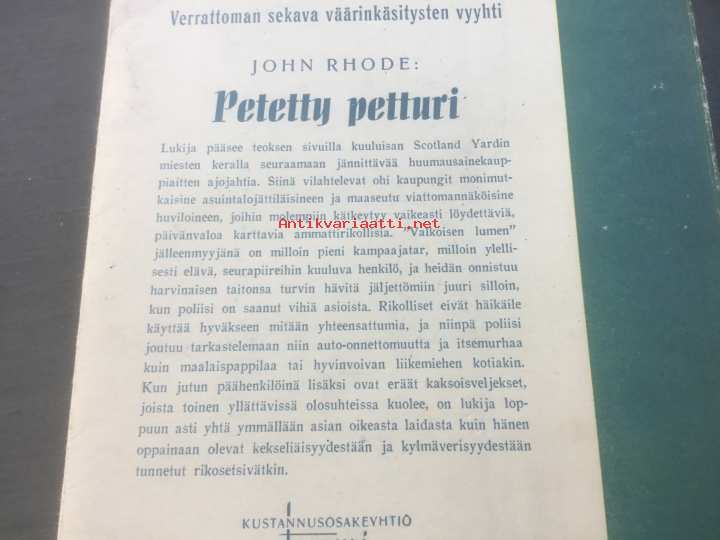 Verrattoman sekava väärinkäsitysten vyyhti
JOHN RHODE:
Petetty petturi
Lukija pääsee teoksen sivuilla kuuluisan Scotland Yardin
miesten keralla seuraamaan jännittävää huumausainekaup-
piaitten ajojahtia. Siinä vilahtelevat ohi kaupungit monimut-
kaisine asuintalojättiläisineen ja maaseutu viattomannäköisine
huviloineen, joihin molempiin kätkeytyy vaikeasti löydettäviä,
Antikvariaatti.net
päivänvaloa karttavia ammattirikollisia. "Valkoisen lumen"
jälleenmyyjänä on milloin pieni kampaajatar, milloin ylelli-
sesti elävä, seurapiireihin kuuluva henkilö, ja heidän onnistuu
harvinaisen taitonsa turvin hävitä jäljettömiin juuri silloin,
kun poliisi on saanut vihiä asioista. Rikolliset eivät häikäile
käyttää hyväkseen mitään yhteensattumia, ja niinpä poliisi
joutuu tarkastelemaan niin auto-onnettomuutta ja itsemurhaa
kuin maalaispappilaa tai hyvinvoivan liikemiehen kotiakin.
Kun jutun päähenkilöinä lisäksi ovat eräät kaksoisveljekset,
joista toinen yllättävissä olosuhteissa kuolee, on lukija lop-
puun asti yhtä ymmällään asian oikeasta laidasta kuin hänen
oppainaan olevat kekseliäisyydestään ja kylmäverisyydestään
tunnetut rikosetsivätkin.
KUSTANNUSOSAKEYHTIÖ